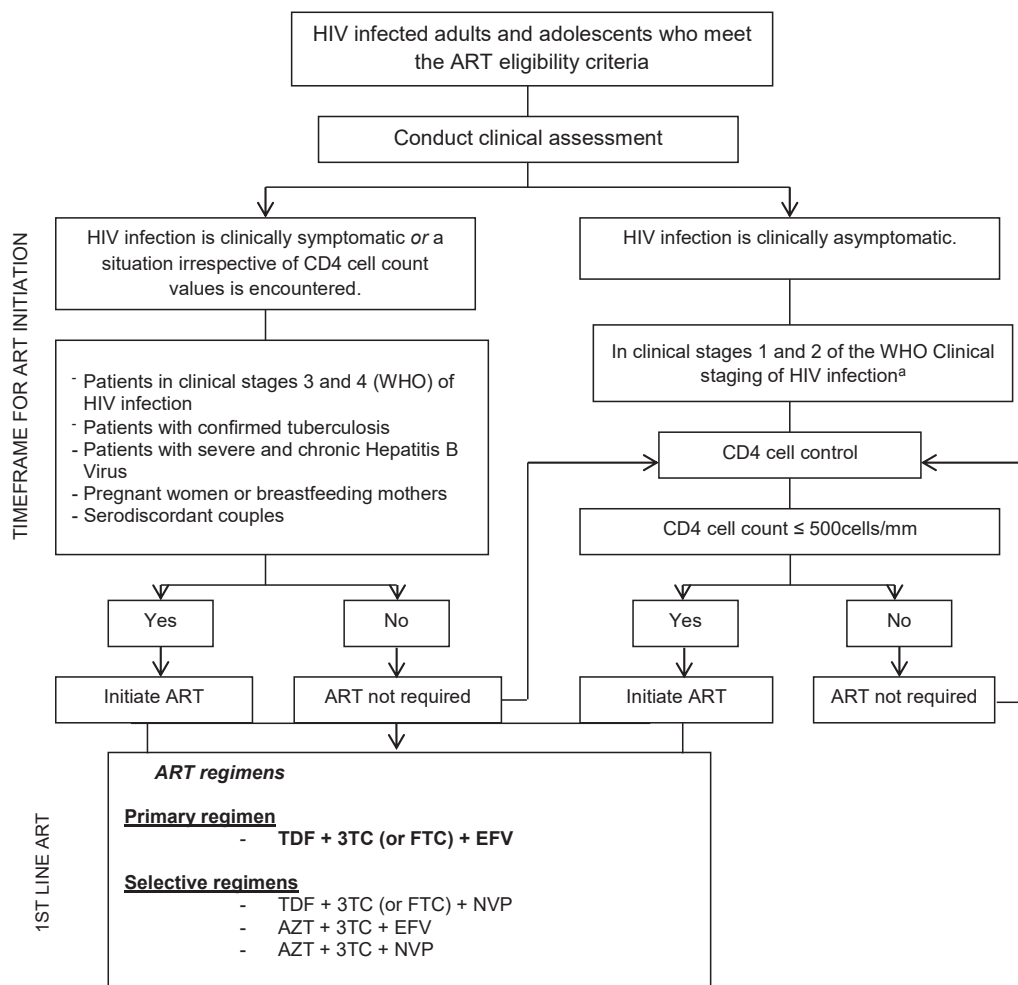 HIV infected adults and adolescents who meet
the ART eligibility criteria
Conduct clinical assessment
TIMEFRAME FOR ART INITIATION
HIV infection is clinically symptomatic or a
situation irrespective of CD4 cell count
values is encountered.
HIV infection is clinically asymptomatic.
- Patients in clinical stages 3 and 4 (WHO) of
HIV infection
- Patients with confirmed tuberculosis
- Patients with severe and chronic Hepatitis B
Virus
- Pregnant women or breastfeeding mothers
- Serodiscordant couples
In clinical stages 1 and 2 of the WHO Clinical
staging of HIV infectionᵃ
CD4 cell control
CD4 cell count ≤ 500cells/mm
Yes
No
Yes
No
Initiate ART
ART not required
Initiate ART
ART not required
1ST LINE ART
ART regimens
Primary regimen
- TDF + 3TC (or FTC) + EFV
Selective regimens
- TDF + 3TC (or FTC) + NVP
- AZT + 3TC + EFV
- AZT + 3TC + NVP